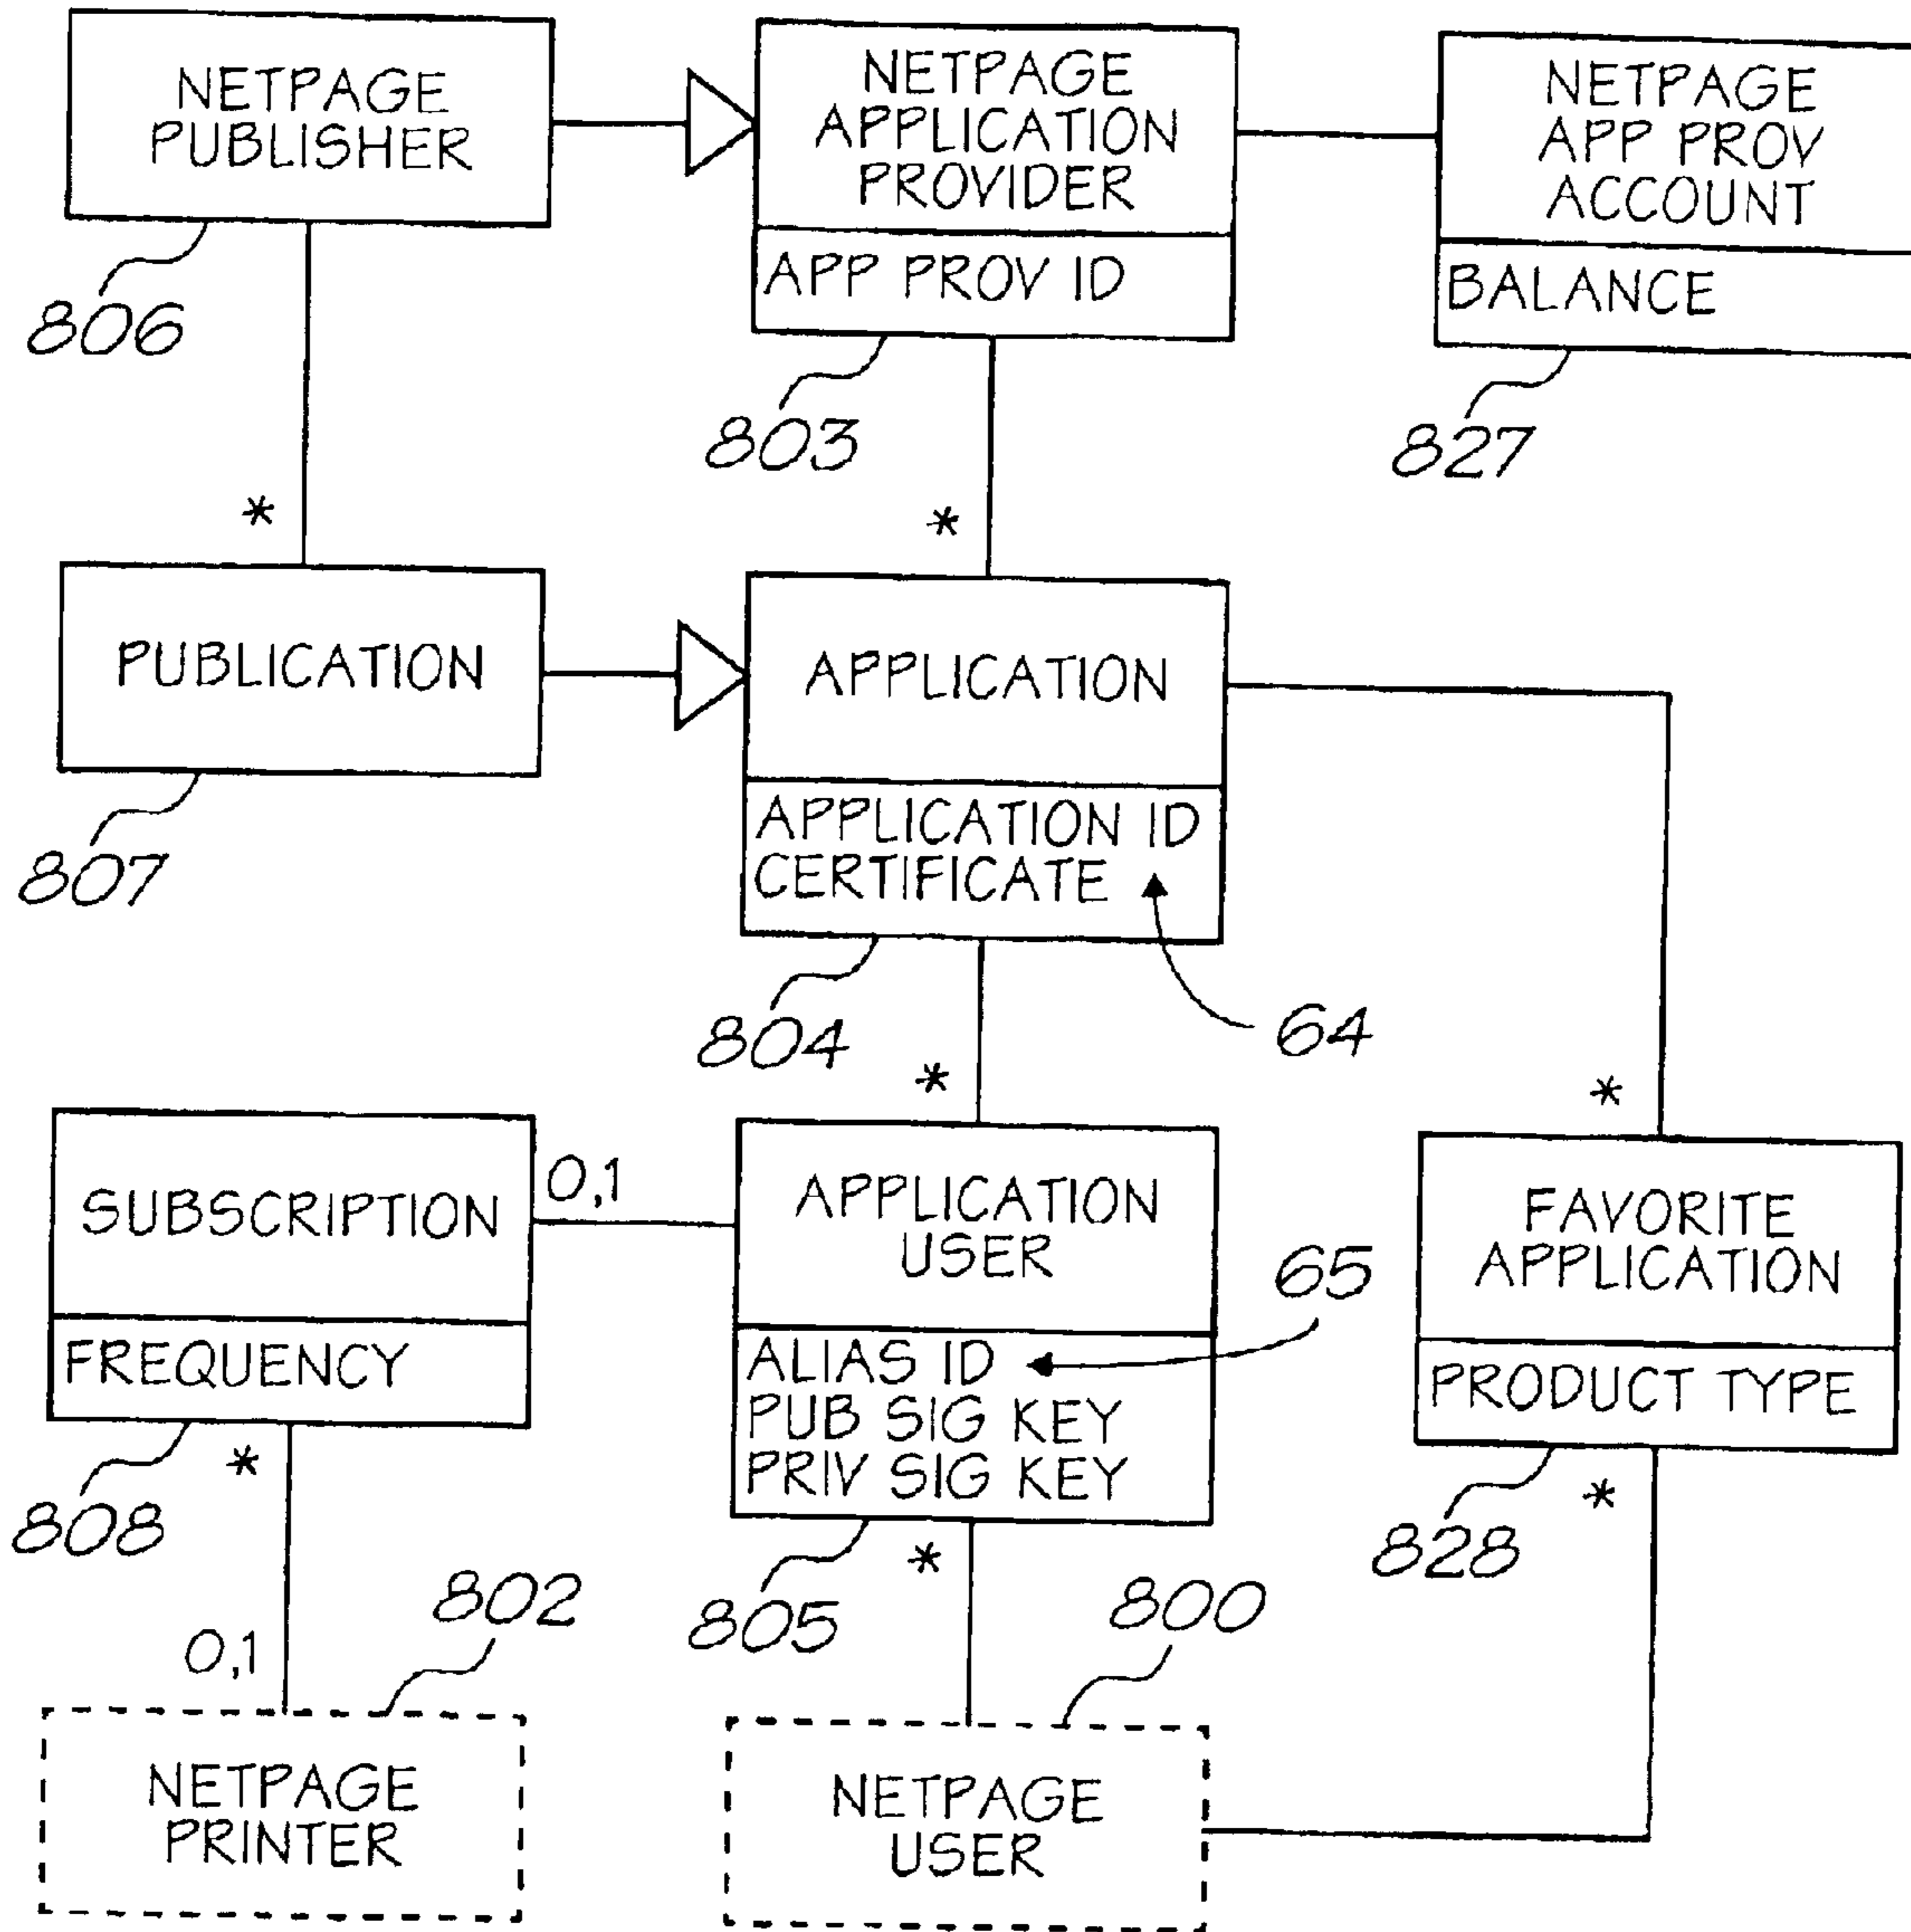 NETPAGE
PUBLISHER
806
NETPAGE
APPLICATION
PROVIDER
APP PROV ID
803
NETPAGE
APP PROV
ACCOUNT
BALANCE
827
*
*
PUBLICATION
807
APPLICATION
APPLICATION ID
CERTIFICATE
804
64
*
*
SUBSCRIPTION
FREQUENCY
808
0,1
APPLICATION
USER
ALIAS ID
PUB SIG KEY
PRIV SIG KEY
805
65
FAVORITE
APPLICATION
PRODUCT TYPE
828
*
*
*
0,1
802
800
NETPAGE
PRINTER
NETPAGE
USER